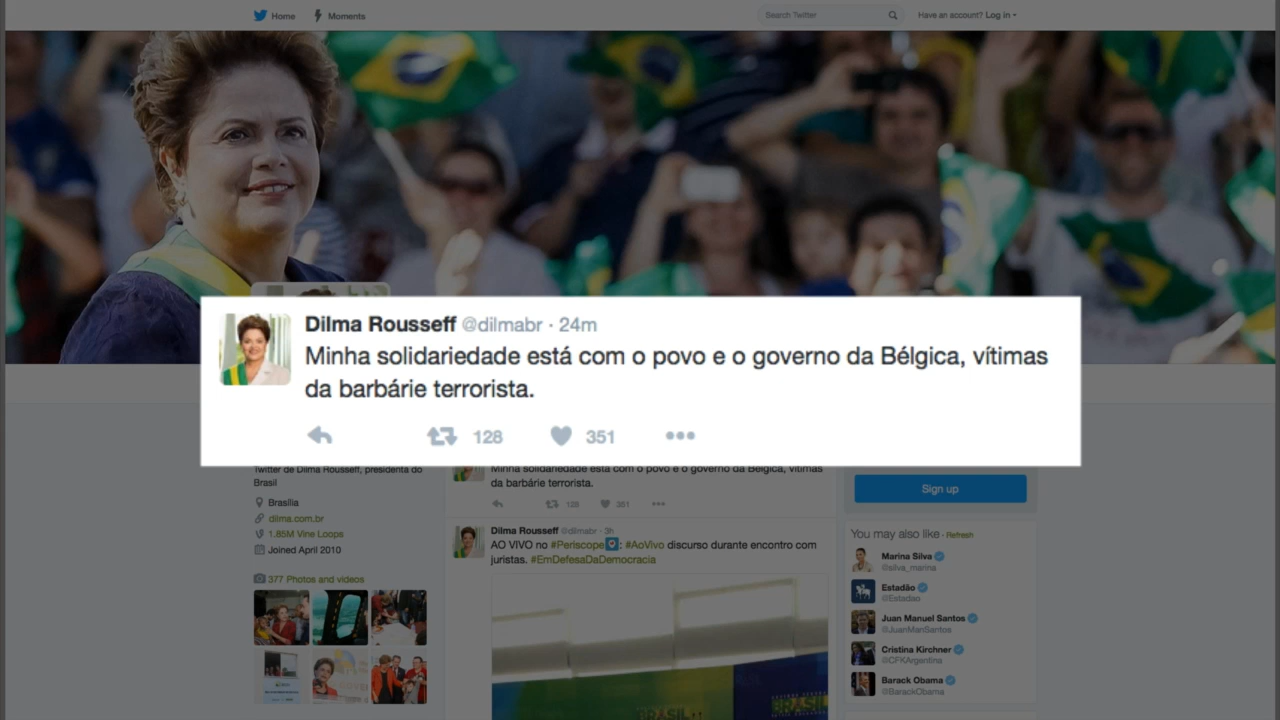 Home
Moments
Search Twitter
Have an account? Log in
Dilma Rousseff @dilmabr · 24m
Minha solidariedade está com o povo e o governo da Bélgica, vítimas
da barbárie terrorista.
128
351
Twitter de Dilma Rousseff, presidenta do
Brasil
Brasília
dilma.com.br
1.85M Vine Loops
Joined April 2010
377 Photos and videos
Minha solidariedade está com o povo e o governo da Bélgica, vítimas
da barbárie terrorista.
128
351
Dilma Rousseff @dilmabr · 3h
AO VIVO no #Periscope: #AoVivo discurso durante encontro com
juristas. #EmDefesaDaDemocracia
BRASIL
BRASIL
Sign up
You may also like · Refresh
Marina Silva
@silva_marina
Estadão
@Estadao
Juan Manuel Santos
@JuanManSantos
Cristina Kirchner
@CFKArgentina
Barack Obama
@BarackObama